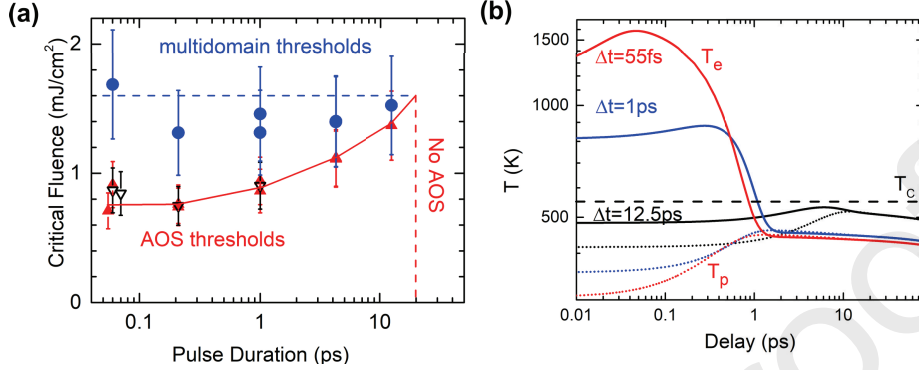 (a)
2
1
0
Critical Fluence (mJ/cm²)
multidomain thresholds
AOS thresholds
No AOS
0.1
1
10
Pulse Duration (ps)
(b)
1500
1000
500
T (K)
Δt=55fs
Te
Δt=1ps
Tc
Δt=12.5ps
Tp
0.01
0.1
1
10
Delay (ps)